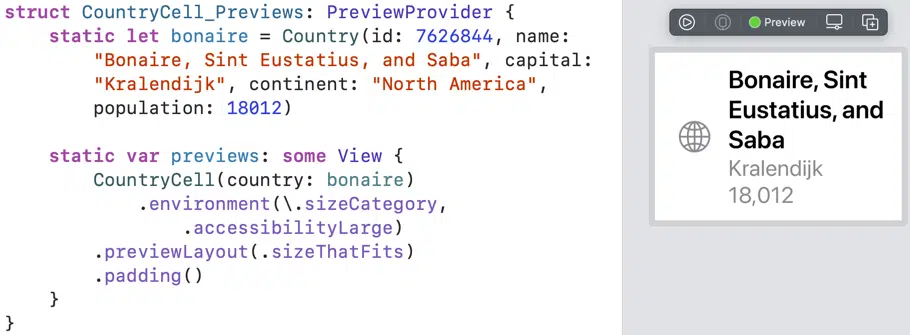 struct CountryCell_Previews: PreviewProvider {
    static let bonaire = Country(id: 7626844, name:
        "Bonaire, Sint Eustatius, and Saba", capital:
        "Kralendijk", continent: "North America",
        population: 18012)

    static var previews: some View {
        CountryCell(country: bonaire)
            .environment(\.sizeCategory,
                .accessibilityLarge)
        .previewLayout(.sizeThatFits)
        .padding()
    }
}
Preview
Bonaire, Sint
Eustatius, and
Saba
Kralendijk
18,012